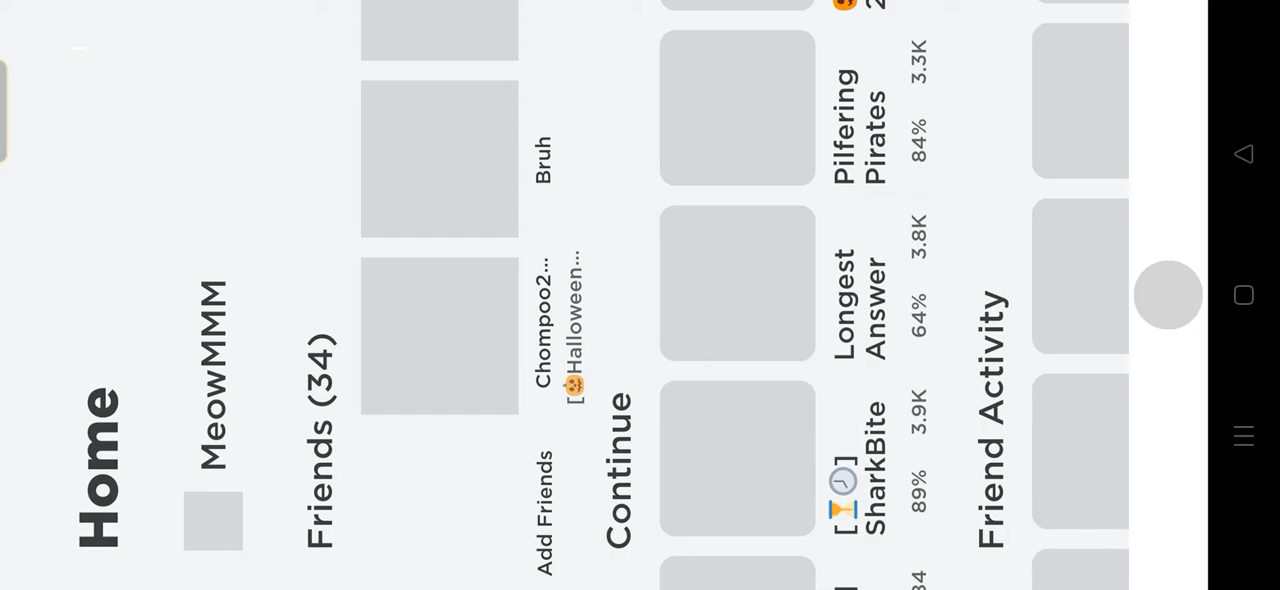 Home
MeowMMM
Friends (34)
Add Friends
Chompoo2...
Bruh
[🎃Halloween...
Continue
[⏳🕗]
SharkBite
89% 3.9K
Longest
Answer
64% 3.8K
Pilfering
Pirates
84% 3.3K
Friend Activity